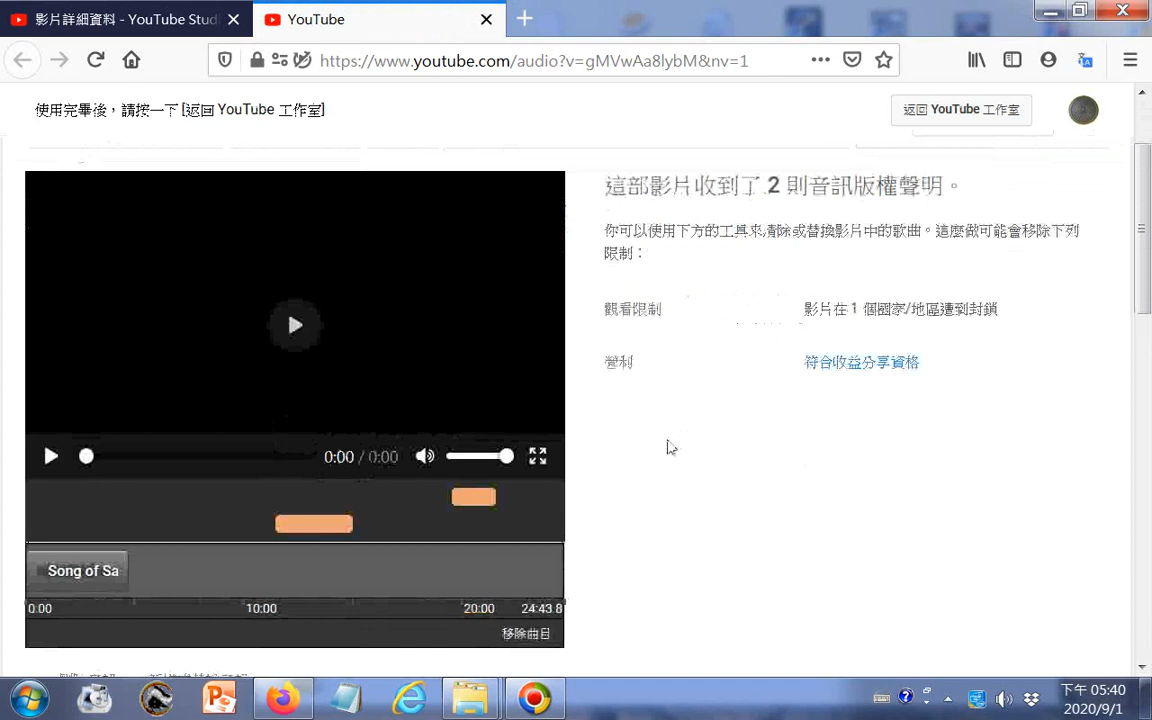 影片詳細資料 - YouTube Stud
YouTube
https://www.youtube.com/audio?v=gMVwAa8lybM&nv=1
使用完畢後，請按一下 [返回 YouTube 工作室]
返回 YouTube 工作室
這部影片收到了 2 則音訊版權聲明。
你可以使用下方的工具來清除或替換影片中的歌曲。這麼做可能會移除下列
限制：
觀看限制
影片在 1 個國家/地區遭到封鎖
營利
符合收益分享資格
0:00 / 0:00
Song of Sa
0:00
10:00
20:00
24:43.8
移除曲目
下午 05:40
2020/9/1